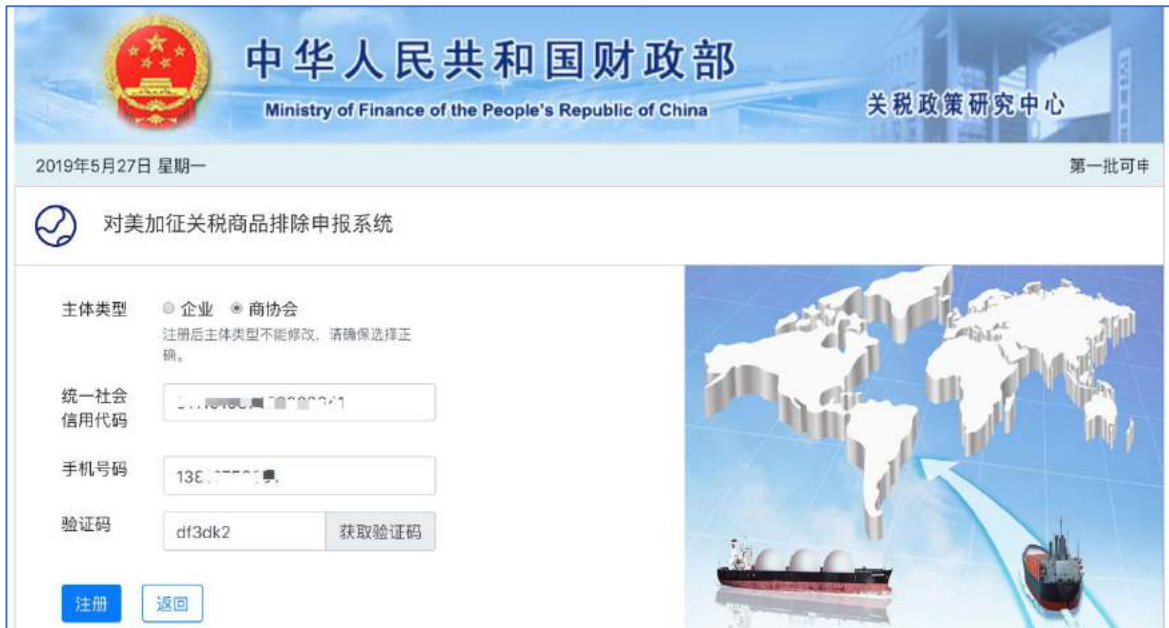 中华人民共和国财政部
Ministry of Finance of the People's Republic of China
关税政策研究中心
2019年5月27日 星期一
第一批可申
对美加征关税商品排除申报系统
主体类型
企业
商协会
注册后主体类型不能修改，请确保选择正
确。
统一社会
信用代码
手机号码
138
验证码
df3dk2
获取验证码
注册
返回